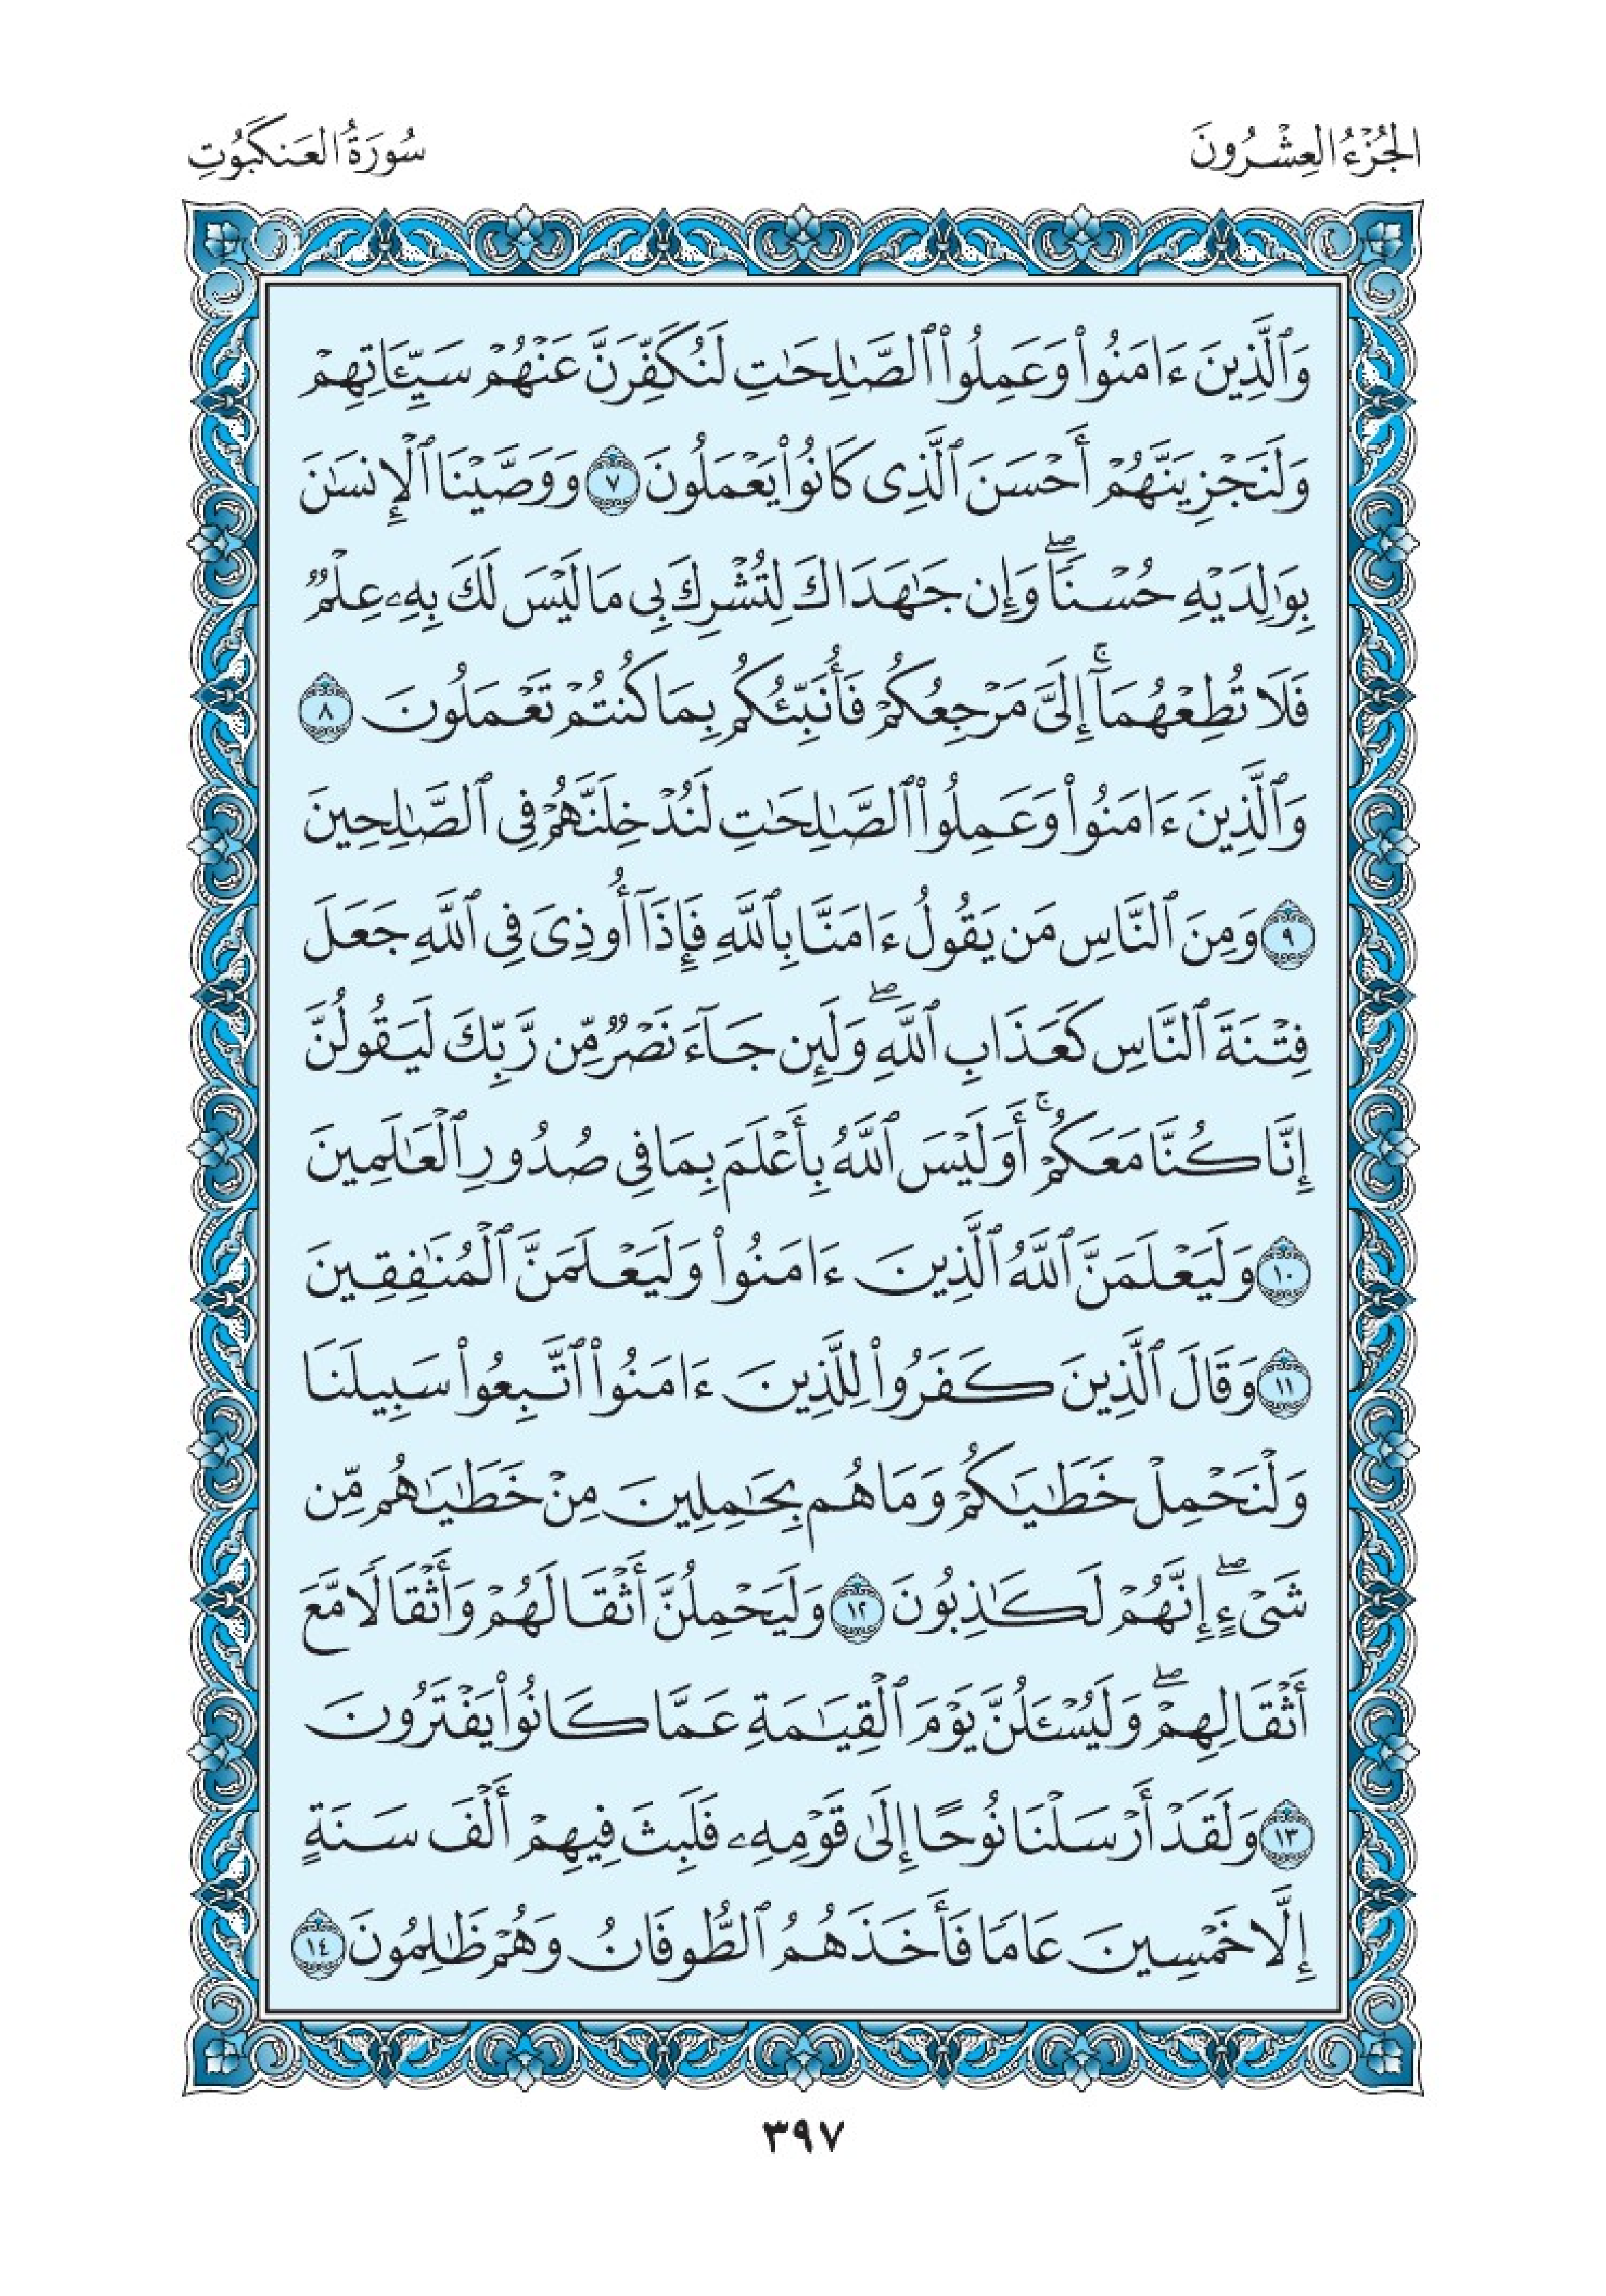 الجُزْءُ العِشْرُونَ
سُورَةُ العَنكَبُوتِ
وَٱلَّذِينَ ءَامَنُوا۟ وَعَمِلُوا۟ ٱلصَّـٰلِحَـٰتِ لَنُكَفِّرَنَّ عَنْهُمْ سَيِّـَٔاتِهِمْ
وَلَنَجْزِيَنَّهُمْ أَحْسَنَ ٱلَّذِى كَانُوا۟ يَعْمَلُونَ ٧ وَوَصَّيْنَا ٱلْإِنسَـٰنَ
بِوَٰلِدَيْهِ حُسْنًا ۖ وَإِن جَـٰهَدَاكَ لِتُشْرِكَ بِى مَا لَيْسَ لَكَ بِهِۦ عِلْمٌ
فَلَا تُطِعْهُمَآ ۚ إِلَىَّ مَرْجِعُكُمْ فَأُنَبِّئُكُم بِمَا كُنتُمْ تَعْمَلُونَ ٨
وَٱلَّذِينَ ءَامَنُوا۟ وَعَمِلُوا۟ ٱلصَّـٰلِحَـٰتِ لَنُدْخِلَنَّهُمْ فِى ٱلصَّـٰلِحِينَ
٩ وَمِنَ ٱلنَّاسِ مَن يَقُولُ ءَامَنَّا بِٱللَّهِ فَإِذَآ أُوذِىَ فِى ٱللَّهِ جَعَلَ
فِتْنَةَ ٱلنَّاسِ كَعَذَابِ ٱللَّهِ ۖ وَلَئِن جَآءَ نَصْرٌ مِّن رَّبِّكَ لَيَقُولُنَّ
إِنَّا كُنَّا مَعَكُمْ ۚ أَوَلَيْسَ ٱللَّهُ بِأَعْلَمَ بِمَا فِى صُدُورِ ٱلْعَـٰلَمِينَ
١٠ وَلَيَعْلَمَنَّ ٱللَّهُ ٱلَّذِينَ ءَامَنُوا۟ وَلَيَعْلَمَنَّ ٱلْمُنَـٰفِقِينَ
١١ وَقَالَ ٱلَّذِينَ كَفَرُوا۟ لِلَّذِينَ ءَامَنُوا۟ ٱتَّبِعُوا۟ سَبِيلَنَا
وَلْنَحْمِلْ خَطَـٰيَـٰكُمْ وَمَا هُم بِحَـٰمِلِينَ مِنْ خَطَـٰيَـٰهُم مِّن
شَىْءٍ ۖ إِنَّهُمْ لَكَـٰذِبُونَ ١٢ وَلَيَحْمِلُنَّ أَثْقَالَهُمْ وَأَثْقَالًا مَّعَ
أَثْقَالِهِمْ ۖ وَلَيُسْـَٔلُنَّ يَوْمَ ٱلْقِيَـٰمَةِ عَمَّا كَانُوا۟ يَفْتَرُونَ
١٣ وَلَقَدْ أَرْسَلْنَا نُوحًا إِلَىٰ قَوْمِهِۦ فَلَبِثَ فِيهِمْ أَلْفَ سَنَةٍ
إِلَّا خَمْسِينَ عَامًا فَأَخَذَهُمُ ٱلطُّوفَانُ وَهُمْ ظَـٰلِمُونَ ١٤
٣٩٧